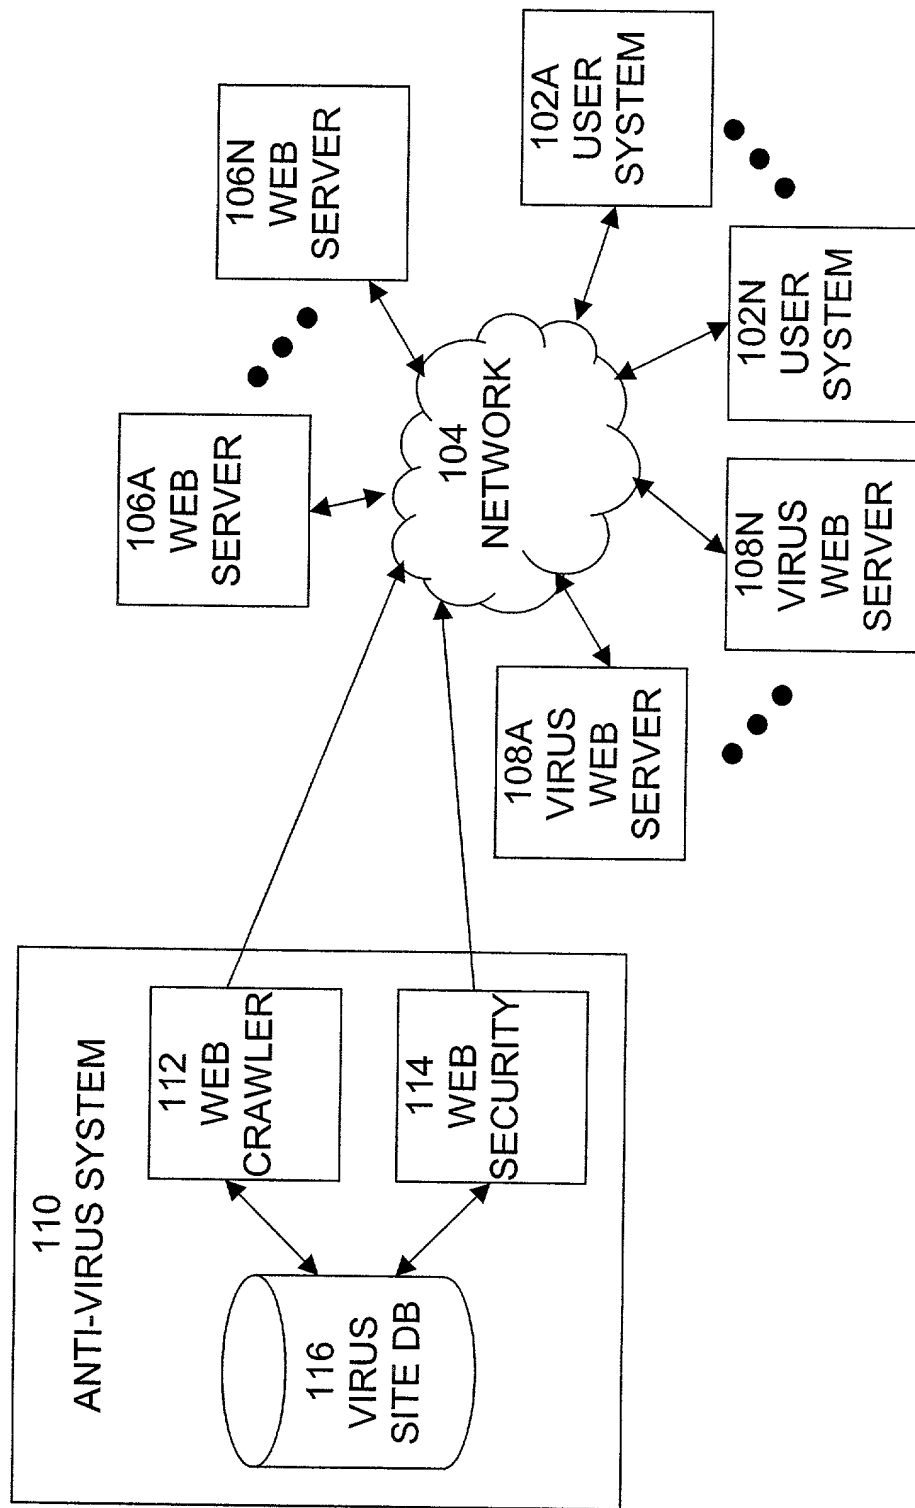 110
ANTI-VIRUS SYSTEM
116
VIRUS
SITE DB
112
WEB
CRAWLER
114
WEB
SECURITY
106A
WEB
SERVER
106N
WEB
SERVER
104
NETWORK
108A
VIRUS
WEB
SERVER
108N
VIRUS
WEB
SERVER
102N
USER
SYSTEM
102A
USER
SYSTEM